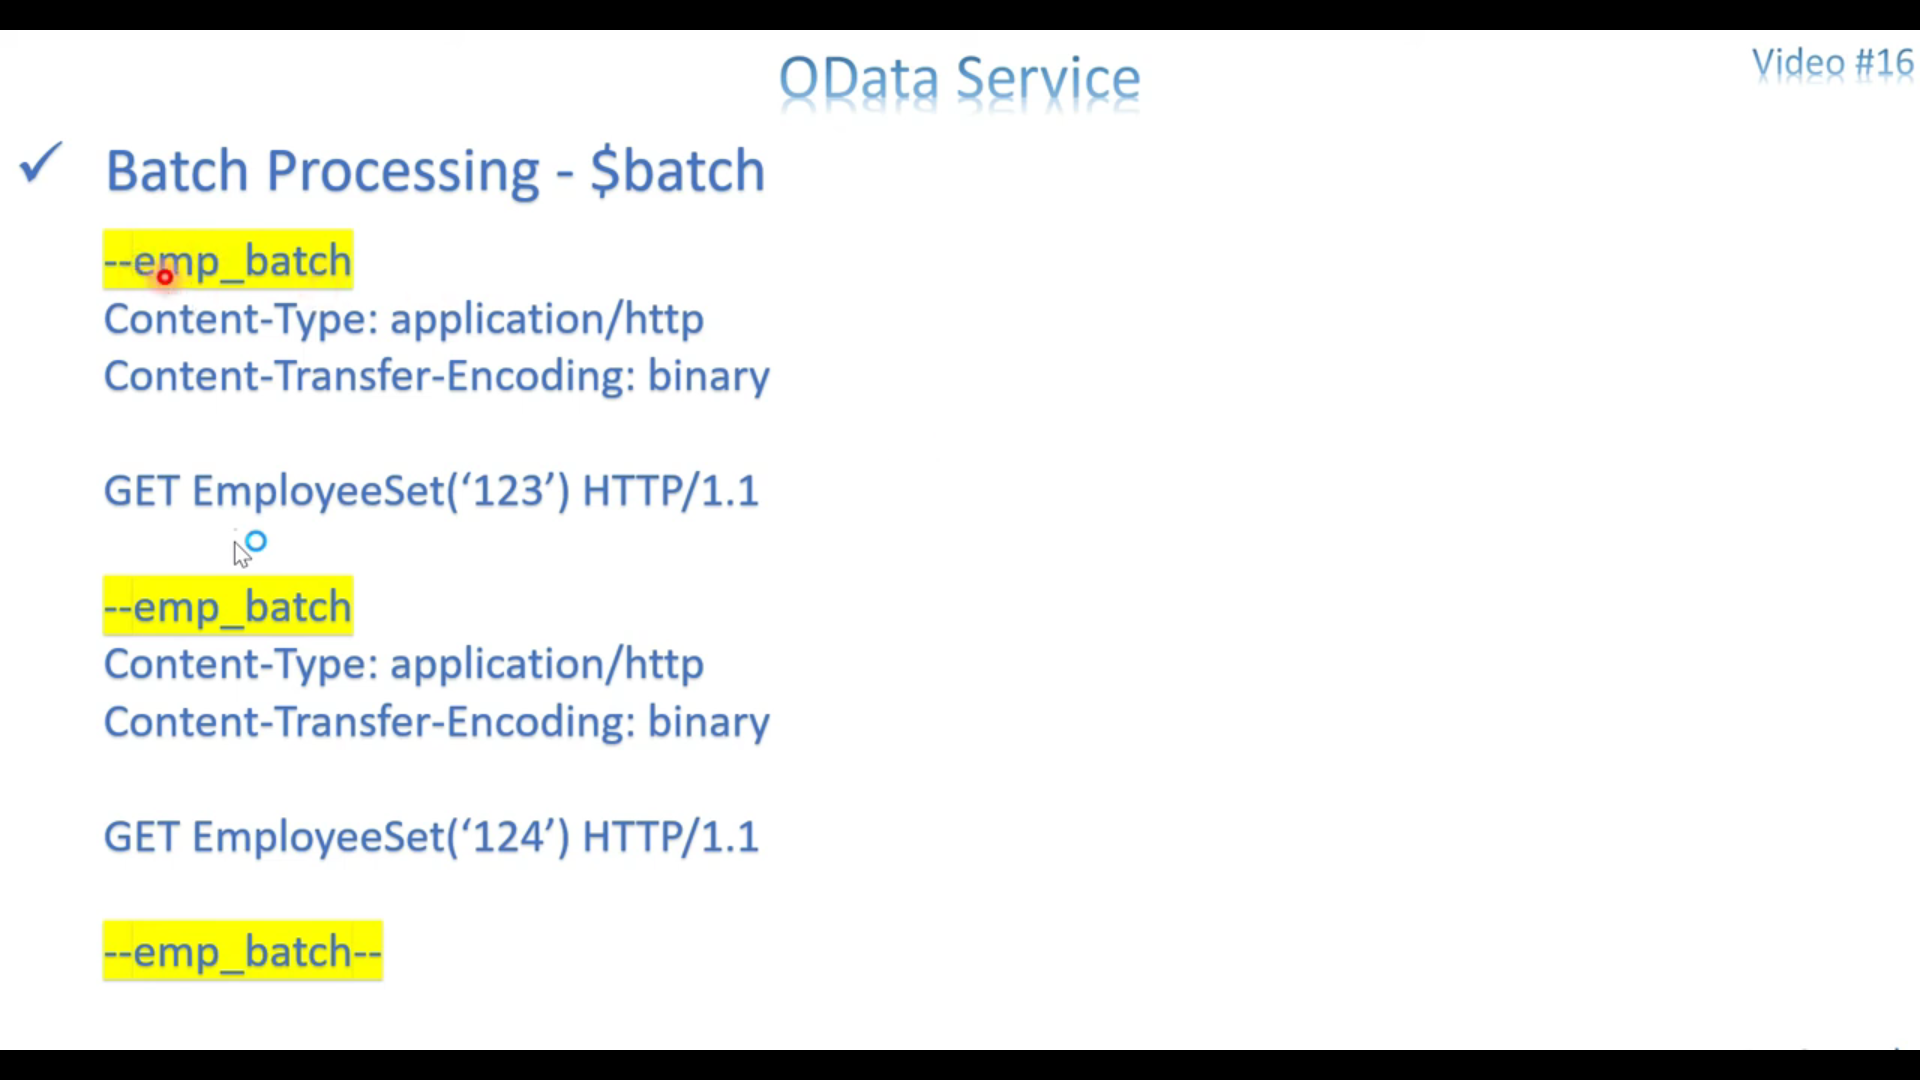 OData Service
Video #16
✓ Batch Processing - $batch
--emp_batch
Content-Type: application/http
Content-Transfer-Encoding: binary
GET EmployeeSet(‘123’) HTTP/1.1
--emp_batch
Content-Type: application/http
Content-Transfer-Encoding: binary
GET EmployeeSet(‘124’) HTTP/1.1
--emp_batch--